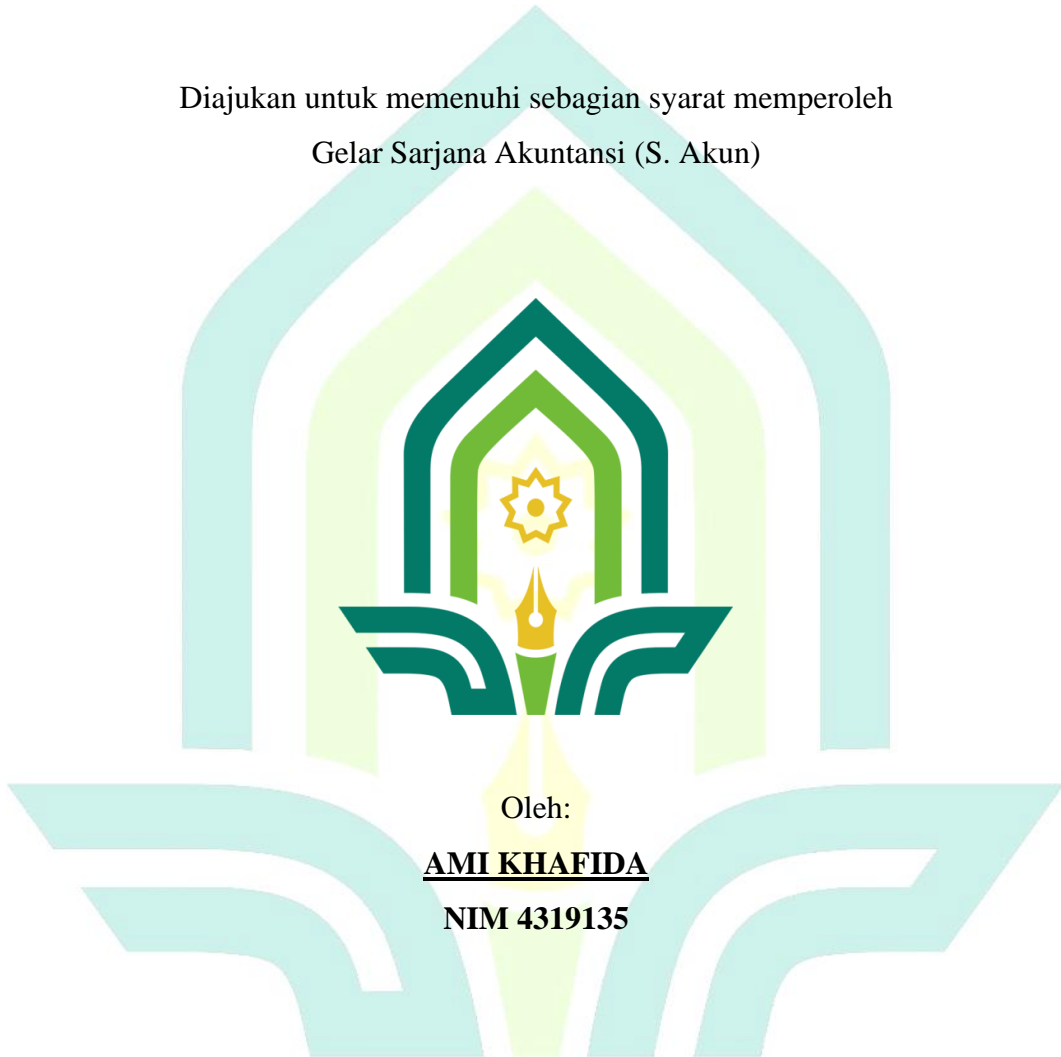 Diajukan untuk memenuhi sebagian syarat memperoleh
Gelar Sarjana Akuntansi (S. Akun)
Oleh:
AMI KHAFIDA
NIM 4319135